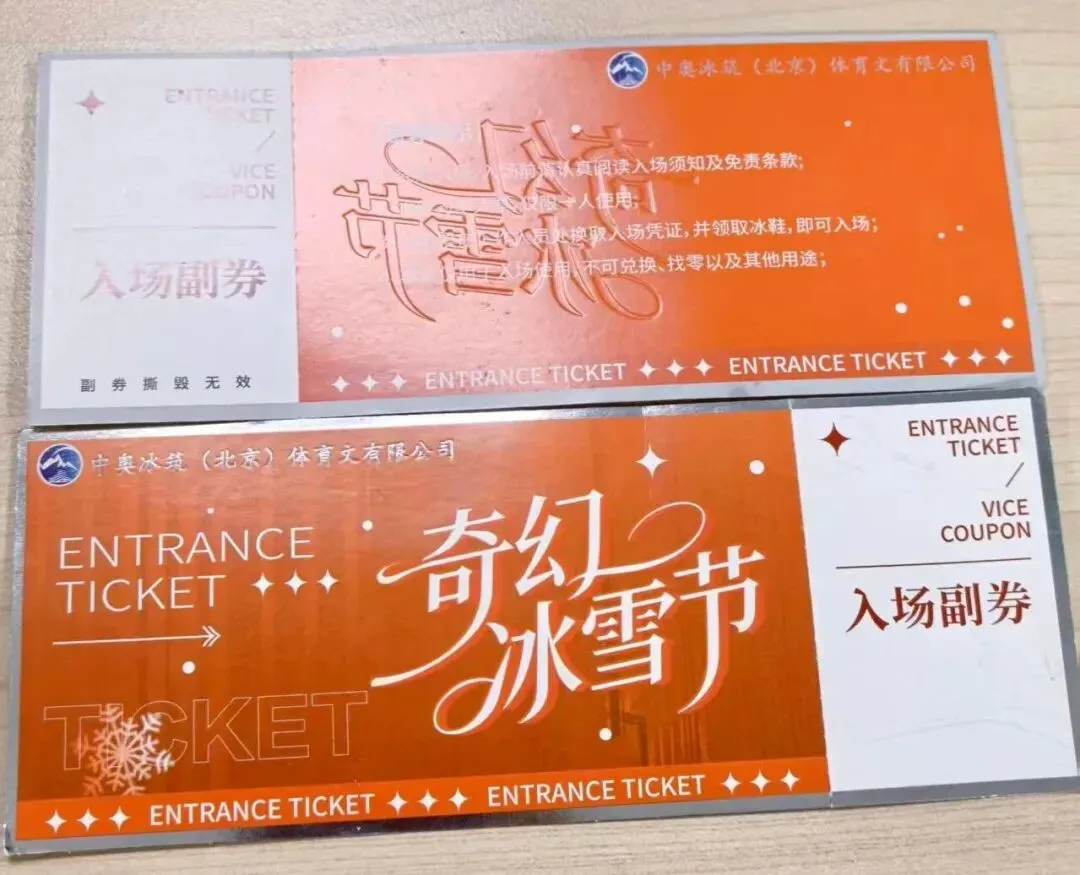 ENTRANCE
TICKET
/
VICE
COUPON
入场副券
副券撕毁无效
中奥冰筑（北京）体育文有限公司
入场前请认真阅读入场须知及免责条款；
仅限一人使用；
人员处换取入场凭证，并领取冰鞋，即可入场；
场使用，不可兑换、找零以及其他用途；
ENTRANCE TICKET ENTRANCE TICKET
中奥冰筑（北京）体育文有限公司
ENTRANCE
TICKET
奇幻
冰雪节
TICKET
ENTRANCE TICKET ENTRANCE TICKET
ENTRANCE
TICKET
/
VICE
COUPON
入场副券